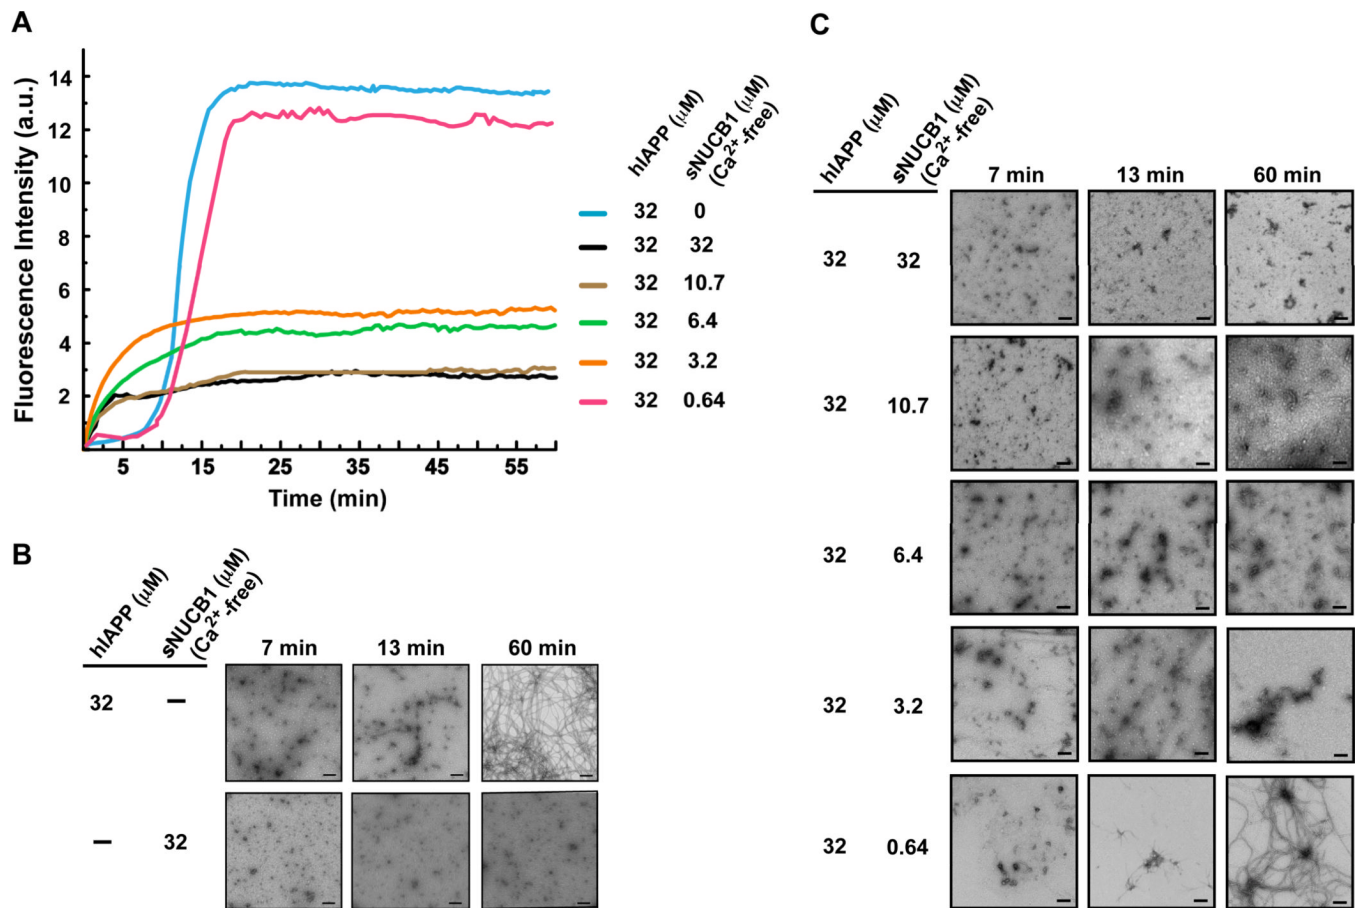 A
Fluorescence Intensity (a.u.)
14
12
10
8
6
4
2
5 15 25 35 45 55
Time (min)
hIAPP (μM)
sNUCB1 (μM)
(Ca2+-free)
32 0
32 32
32 10.7
32 6.4
32 3.2
32 0.64
B
hIAPP (μM)
sNUCB1 (μM)
(Ca2+-free)
7 min 13 min 60 min
32 –
– 32
C
hIAPP (μM)
sNUCB1 (μM)
(Ca2+-free)
7 min 13 min 60 min
32 32
32 10.7
32 6.4
32 3.2
32 0.64